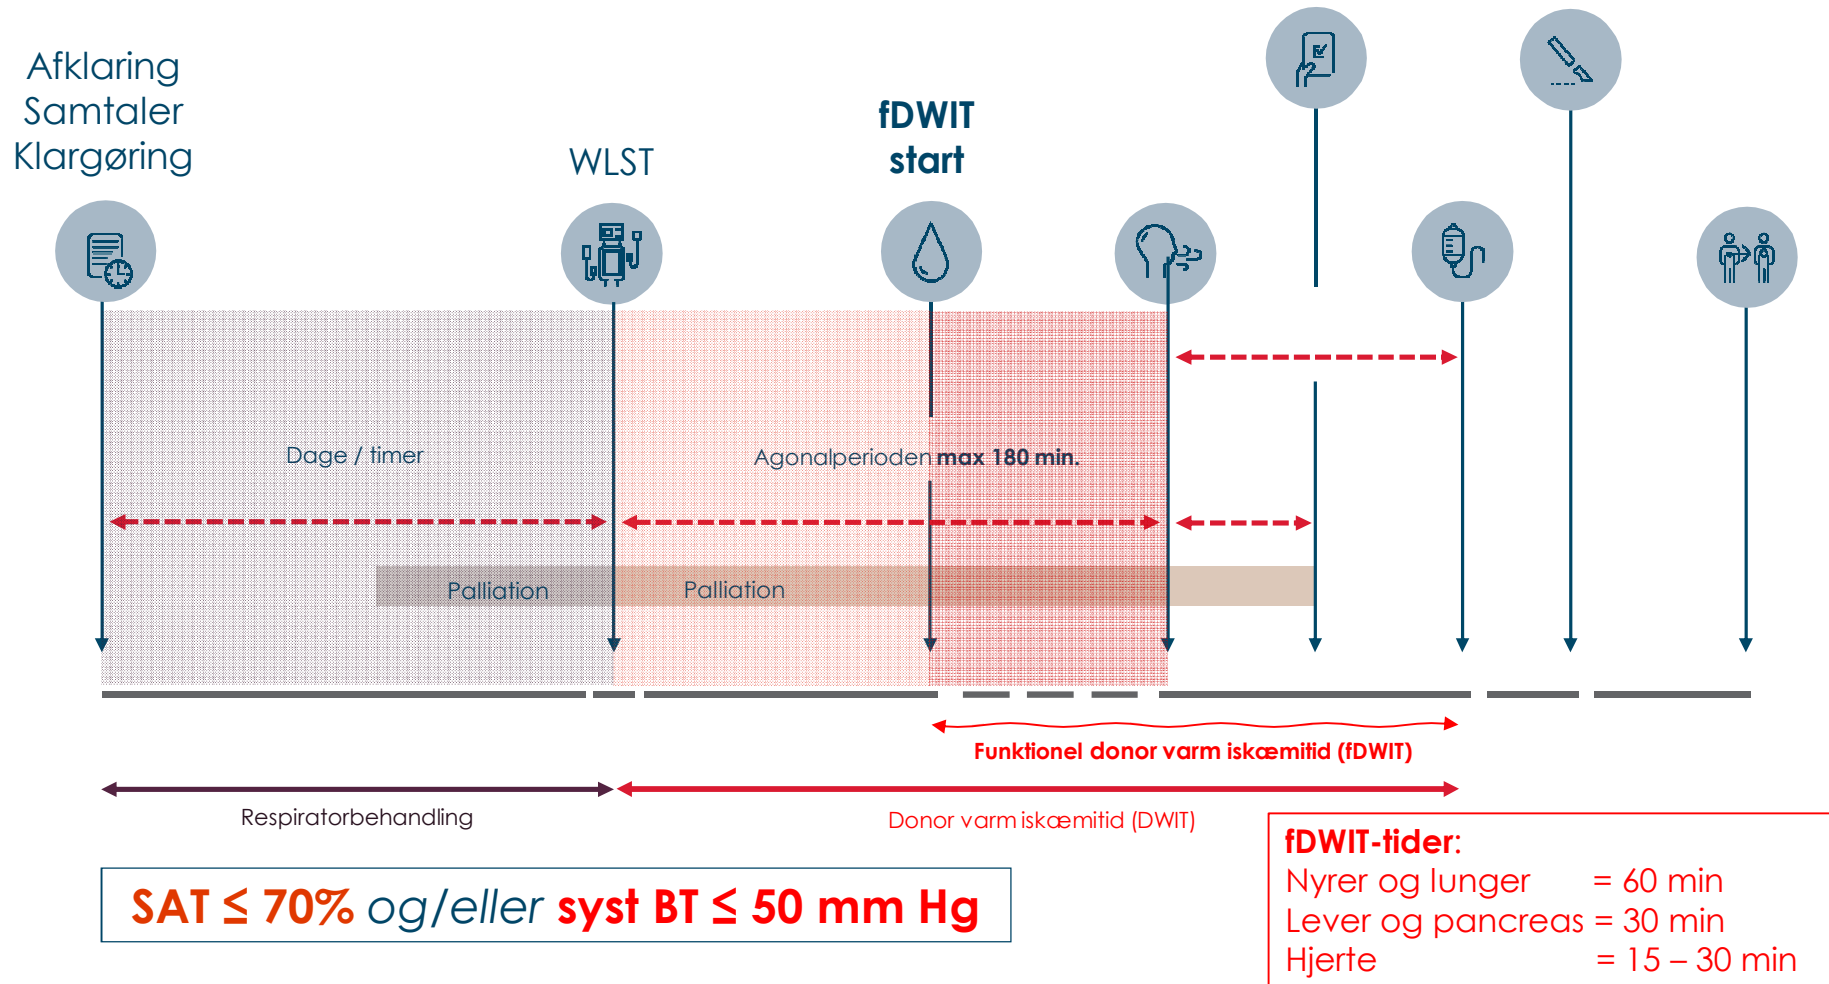 Afklaring
Samtaler
Klargøring
WLST
fDWIT
start
Dage / timer
Agonalperioden max 180 min.
Palliation
Palliation
Funktionel donor varm iskæmitid (fDWIT)
Respiratorbehandling
Donor varm iskæmitid (DWIT)
SAT ≤ 70% og/eller syst BT ≤ 50 mm Hg
fDWIT-tider:
Nyrer og lunger = 60 min
Lever og pancreas = 30 min
Hjerte = 15 – 30 min